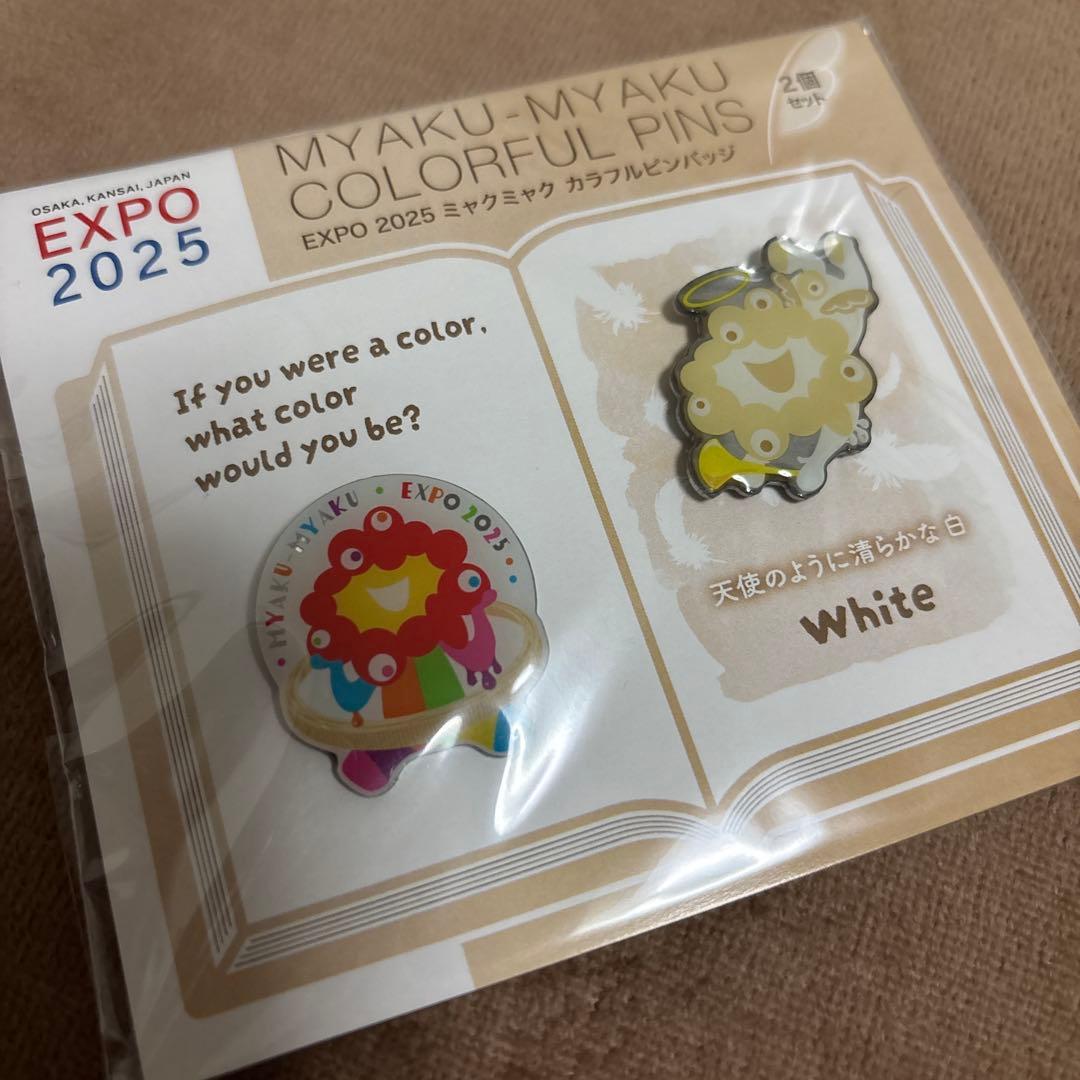 OSAKA, KANSAI, JAPAN
EXPO
2025
MYAKU-MYAKU
COLORFUL PINS
EXPO 2025 ミャクミャク カラフルピンバッジ
2個
セット
If you were a color,
what color
would you be?
MYAKU-MYAKU • EXPO 2025
天使のように清らかな 白
White